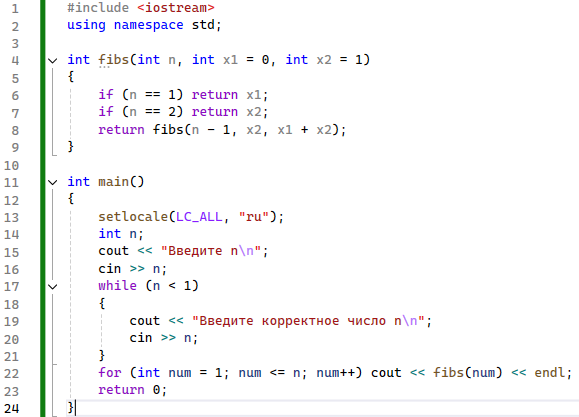 1 #include <iostream>
2 using namespace std;
3
4 int fibs(int n, int x1 = 0, int x2 = 1)
5 {
6 if (n == 1) return x1;
7 if (n == 2) return x2;
8 return fibs(n - 1, x2, x1 + x2);
9 }
10
11 int main()
12 {
13 setlocale(LC_ALL, "ru");
14 int n;
15 cout << "Введите n\n";
16 cin >> n;
17 while (n < 1)
18 {
19 cout << "Введите корректное число n\n";
20 cin >> n;
21 }
22 for (int num = 1; num <= n; num++) cout << fibs(num) << endl;
23 return 0;
24 }